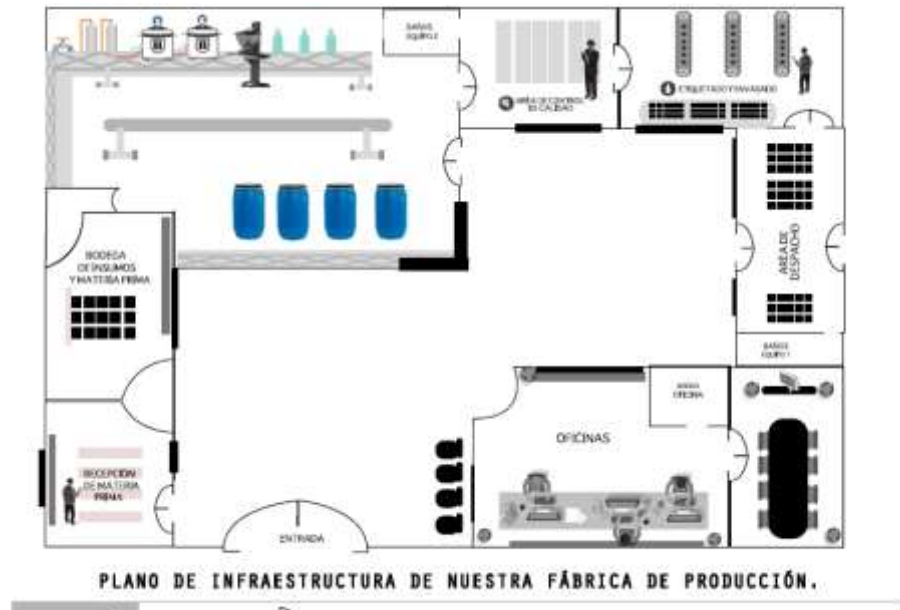 BAÑOS
equipo 2
ÁREA DE CONTROL
DE CALIDAD
ETIQUETADO Y ENVASADO
BODEGA
DE INSUMOS
Y MATERIA PRIMA
ÁREA DE
DESPACHO
BAÑOS
equipo 1
OFICINA
OFICINAS
RECEPCIÓN
DE MATERIA
PRIMA
ENTRADA
PLANO DE INFRAESTRUCTURA DE NUESTRA FÁBRICA DE PRODUCCIÓN.